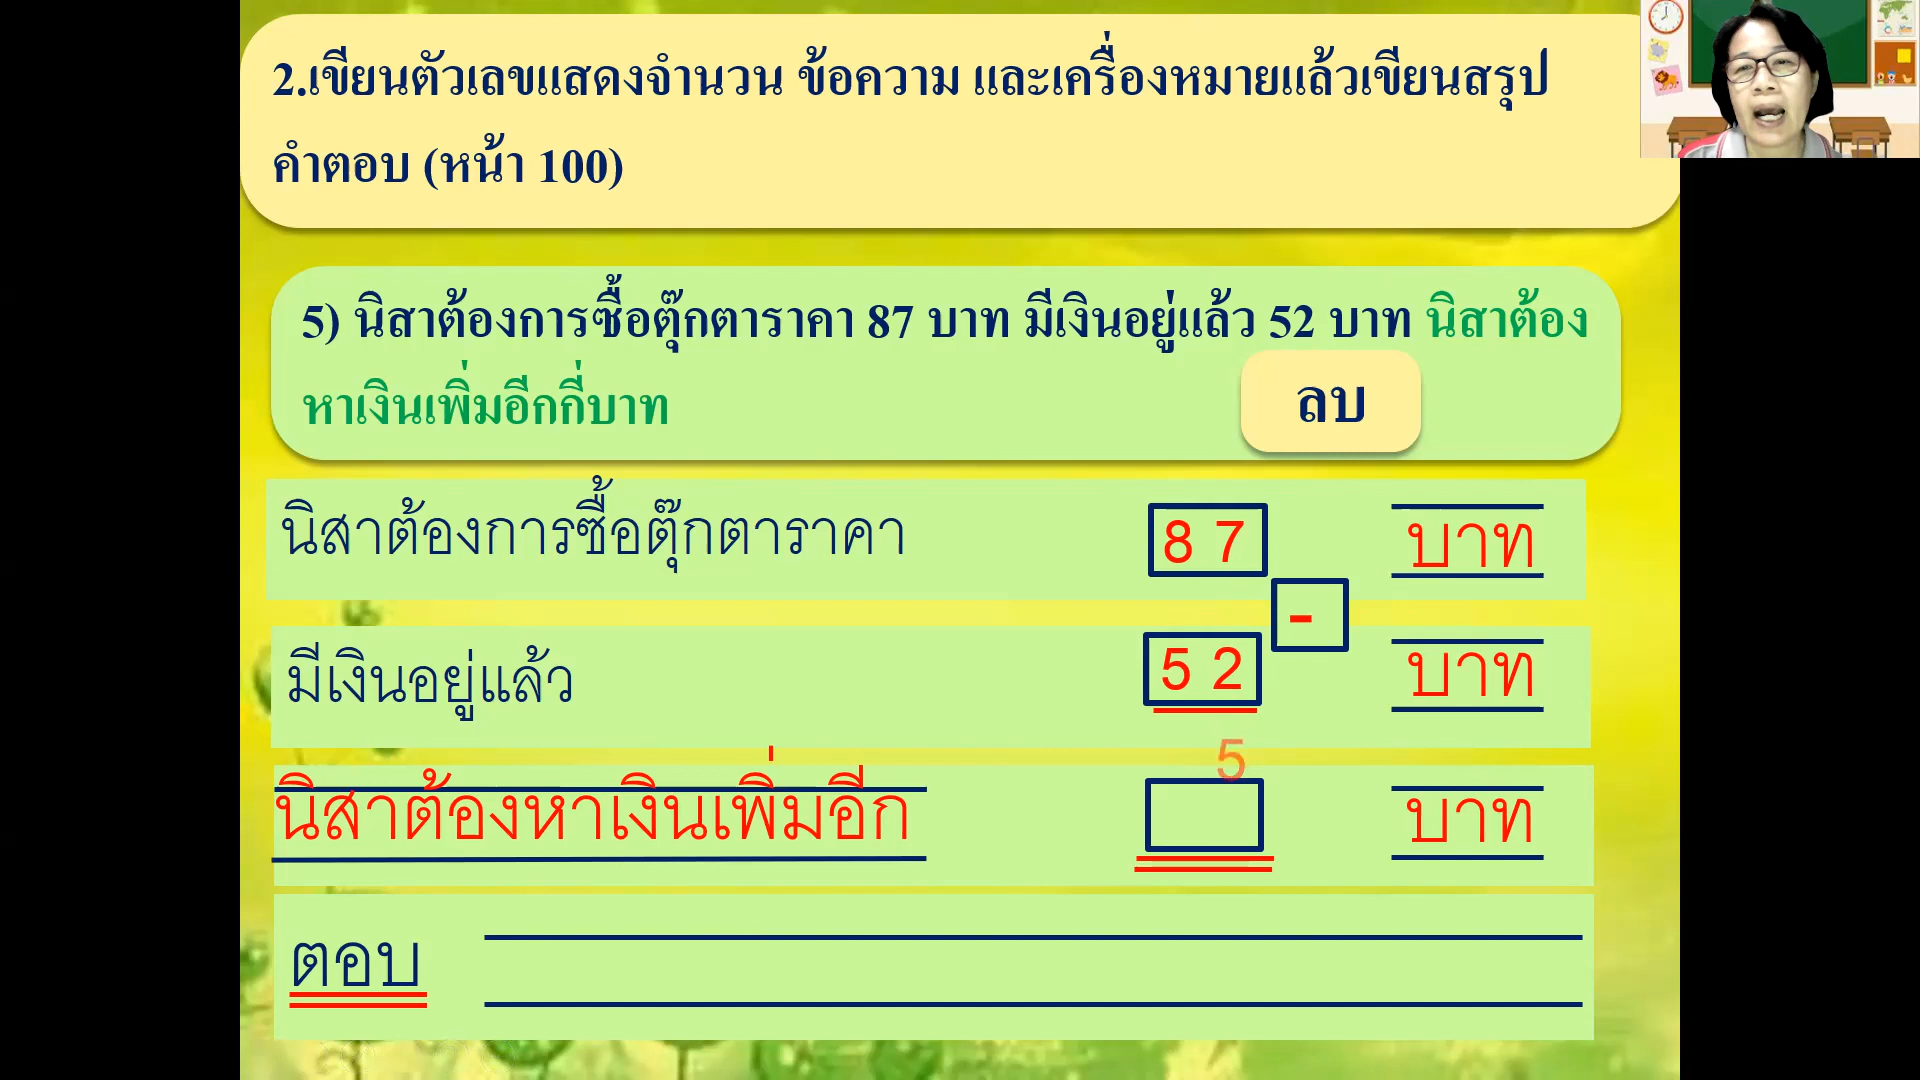 2.เขียนตัวเลขแสดงจำนวน ข้อความ และเครื่องหมายแล้วเขียนสรุป
คำตอบ (หน้า 100)
5) นิสาต้องการซื้อตุ๊กตาราคา 87 บาท มีเงินอยู่แล้ว 52 บาท นิสาต้อง
หาเงินเพิ่มอีกกี่บาท
ลบ
นิสาต้องการซื้อตุ๊กตาราคา 8 7 บาท
-
มีเงินอยู่แล้ว 5 2 บาท
5
นิสาต้องหาเงินเพิ่มอีก บาท
ตอบ